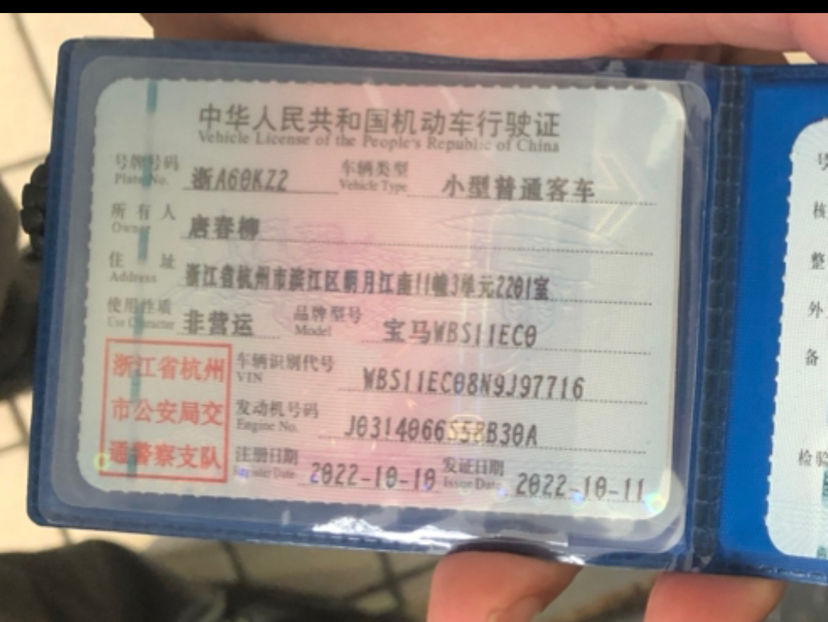 中华人民共和国机动车行驶证
Vehicle License of the People's Republic of China
号牌号码 浙A60KZ2 车辆类型 小型普通客车
Plate No. Vehicle Type
所有人 唐春柳
Owner
住址 浙江省杭州市滨江区明月江南11幢3单元2201室
Address
使用性质 非营运 品牌型号 宝马WBS11EC0
Use Character Model
浙江省杭州
市公安局交
通警察支队
车辆识别代号 WBS11EC08N9J97716
VIN
发动机号码 J0314066S58B30A
Engine No.
注册日期 2022-10-10 发证日期 2022-10-11
Register Date Issue Date
号
核
整
外
备
检验